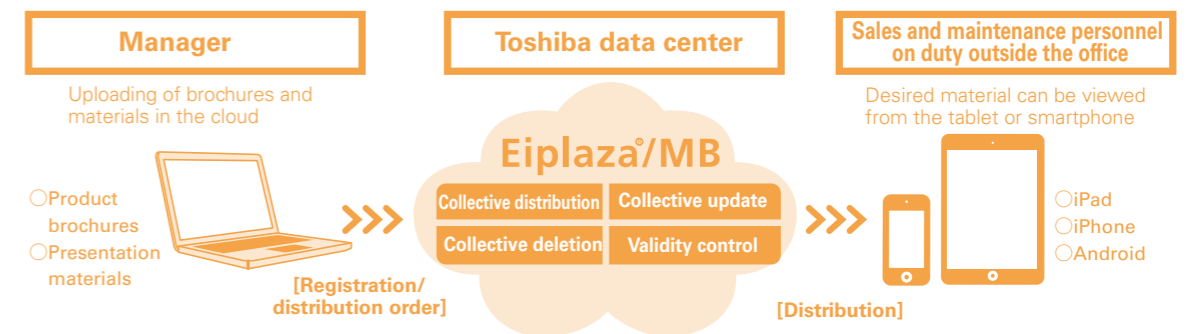 Manager
Uploading of brochures and
materials in the cloud
○Product
brochures
○Presentation
materials
[Registration/
distribution order]
Toshiba data center
Eiplaza®/MB
Collective distribution
Collective update
Collective deletion
Validity control
[Distribution]
Sales and maintenance personnel
on duty outside the office
Desired material can be viewed
from the tablet or smartphone
○iPad
○iPhone
○Android